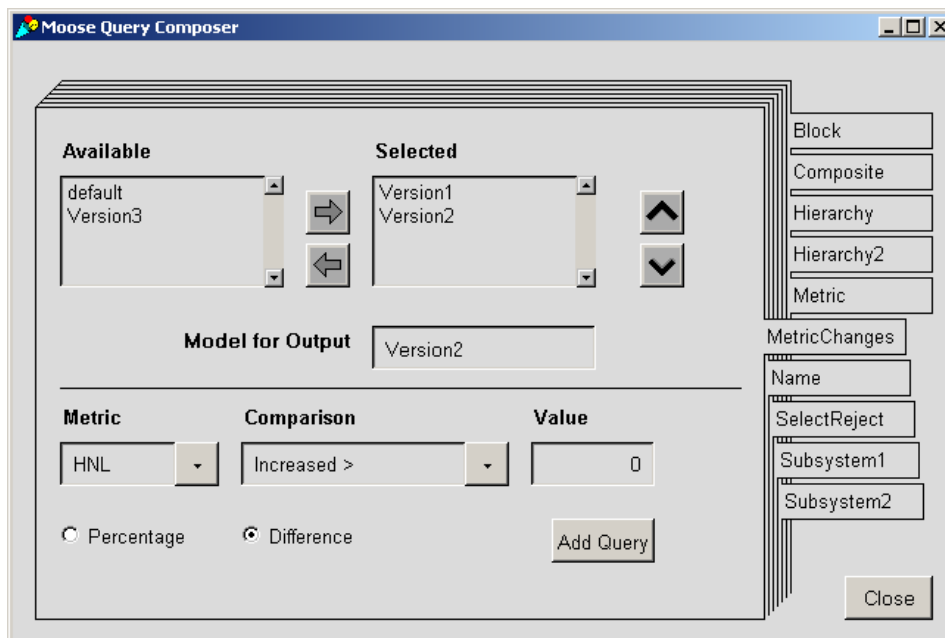 Moose Query Composer
Available
Selected
default
Version3
Version1
Version2
Model for Output
Version2
Metric
Comparison
Value
HNL
Increased >
0
Percentage
Difference
Add Query
Block
Composite
Hierarchy
Hierarchy2
Metric
MetricChanges
Name
SelectReject
Subsystem1
Subsystem2
Close